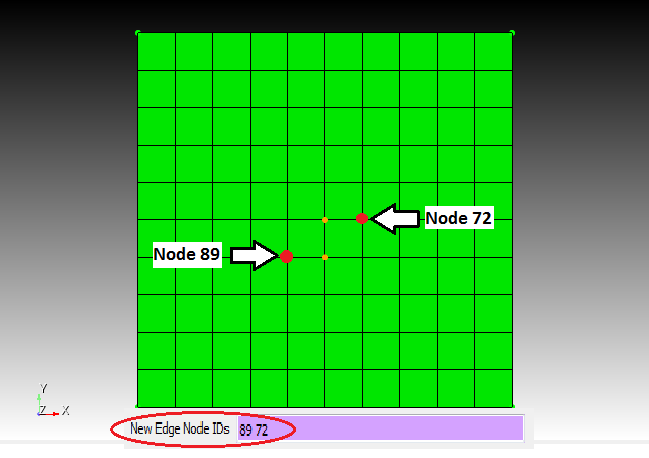 Node 72
Node 89
Y
Z X
New Edge Node IDs 89 72